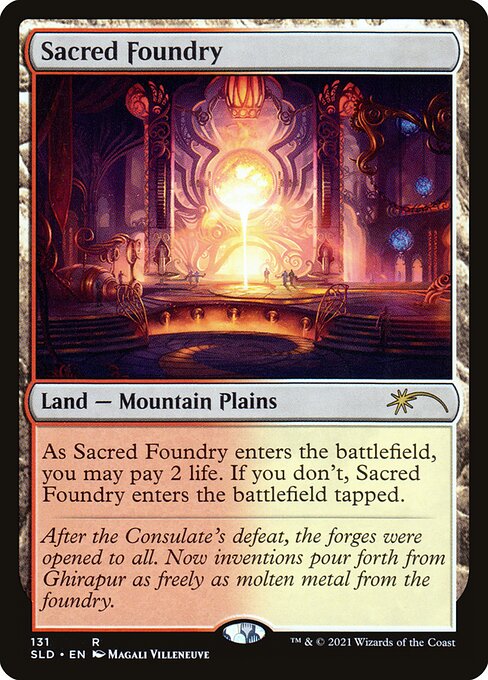 Sacred Foundry
Land — Mountain Plains
As Sacred Foundry enters the battlefield,
you may pay 2 life. If you don't, Sacred
Foundry enters the battlefield tapped.
After the Consulate's defeat, the forges were
opened to all. Now inventions pour forth from
Ghirapur as freely as molten metal from the
foundry.
131 R
SLD • EN Magali Villeneuve
™ & © 2021 Wizards of the Coast